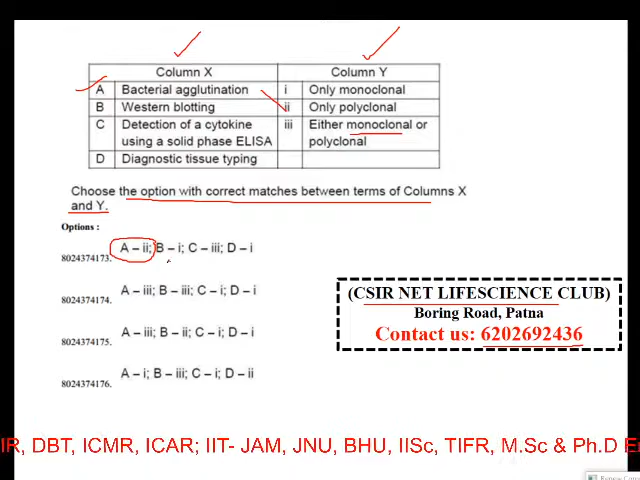 Column X Column Y
A Bacterial agglutination i Only monoclonal
B Western blotting ii Only polyclonal
C Detection of a cytokine iii Either monoclonal or
using a solid phase ELISA polyclonal
D Diagnostic tissue typing
Choose the option with correct matches between terms of Columns X
and Y.
Options :
8024374173. A – ii; B – i; C – iii; D – i
8024374174. A – iii; B – iii; C – i; D – i
8024374175. A – iii; B – ii; C – i; D – i
8024374176. A – i; B – iii; C – i; D – ii
(CSIR NET LIFESCIENCE CLUB)
Boring Road, Patna
Contact us: 6202692436
IR, DBT, ICMR, ICAR; IIT- JAM, JNU, BHU, IISc, TIFR, M.Sc & Ph.D E